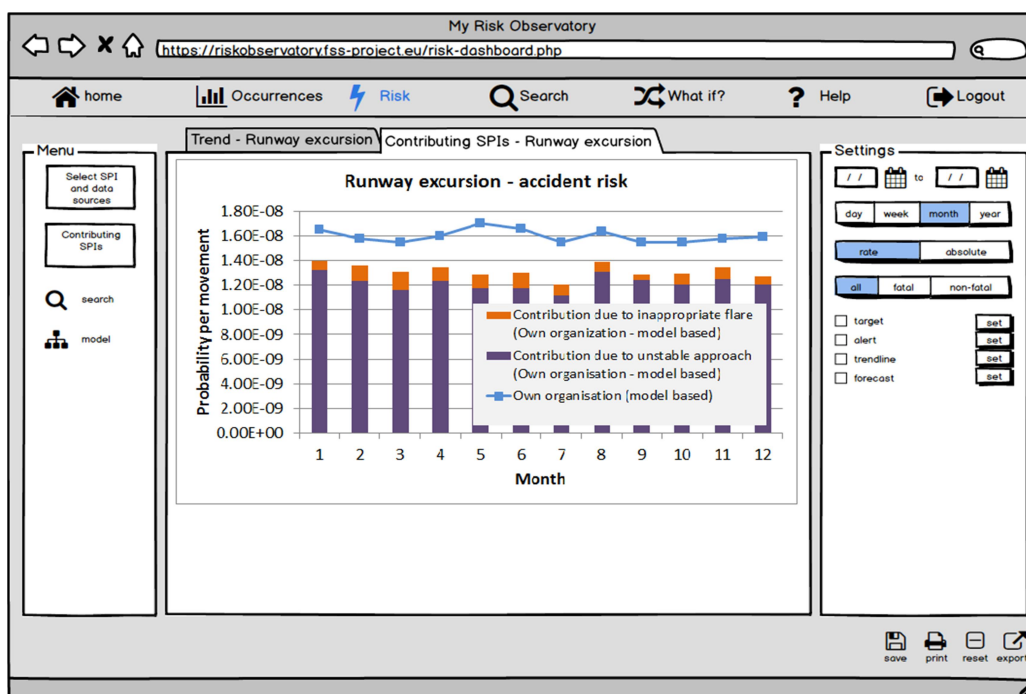 My Risk Observatory
https://riskobservatory.fss-project.eu/risk-dashboard.php
home
Occurrences
Risk
Search
What if?
? Help
Logout
Menu
Select SPI
and data
sources
Contributing
SPIs
search
model
Trend - Runway excursion
Contributing SPIs - Runway excursion
Runway excursion - accident risk
Probability per movement
1.80E-08
1.60E-08
1.40E-08
1.20E-08
1.00E-08
8.00E-09
6.00E-09
4.00E-09
2.00E-09
0.00E+00
Contribution due to inappropriate flare
(Own organization - model based)
Contribution due to unstable approach
(Own organisation - model based)
Own organisation (model based)
1 2 3 4 5 6 7 8 9 10 11 12
Month
Settings
/ / to / /
day week month year
rate absolute
all fatal non-fatal
target set
alert set
trendline set
forecast set
save print reset export